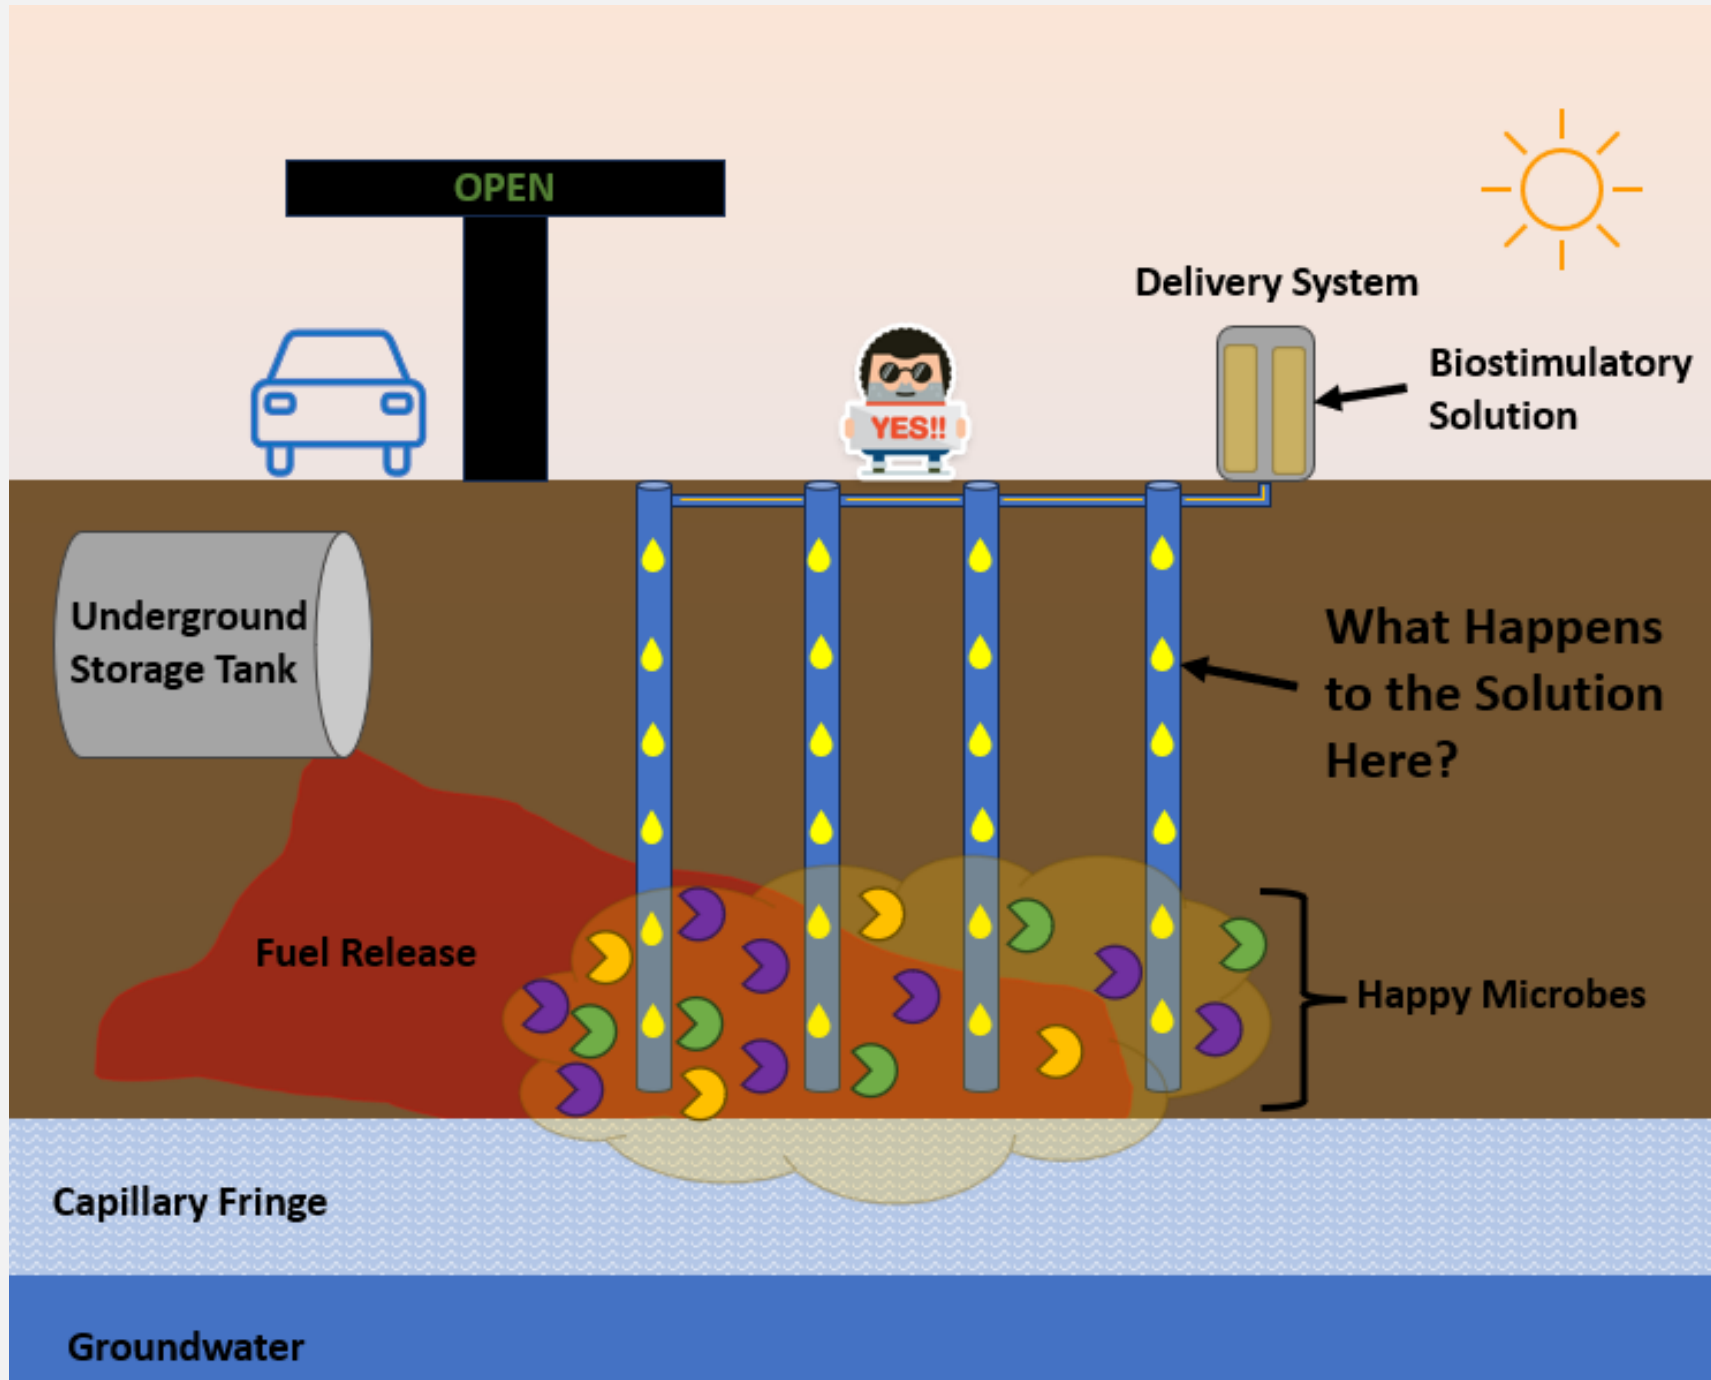 OPEN
Delivery System
Biostimulatory
Solution
YES!!
Underground
Storage Tank
What Happens
to the Solution
Here?
Fuel Release
Happy Microbes
Capillary Fringe
Groundwater